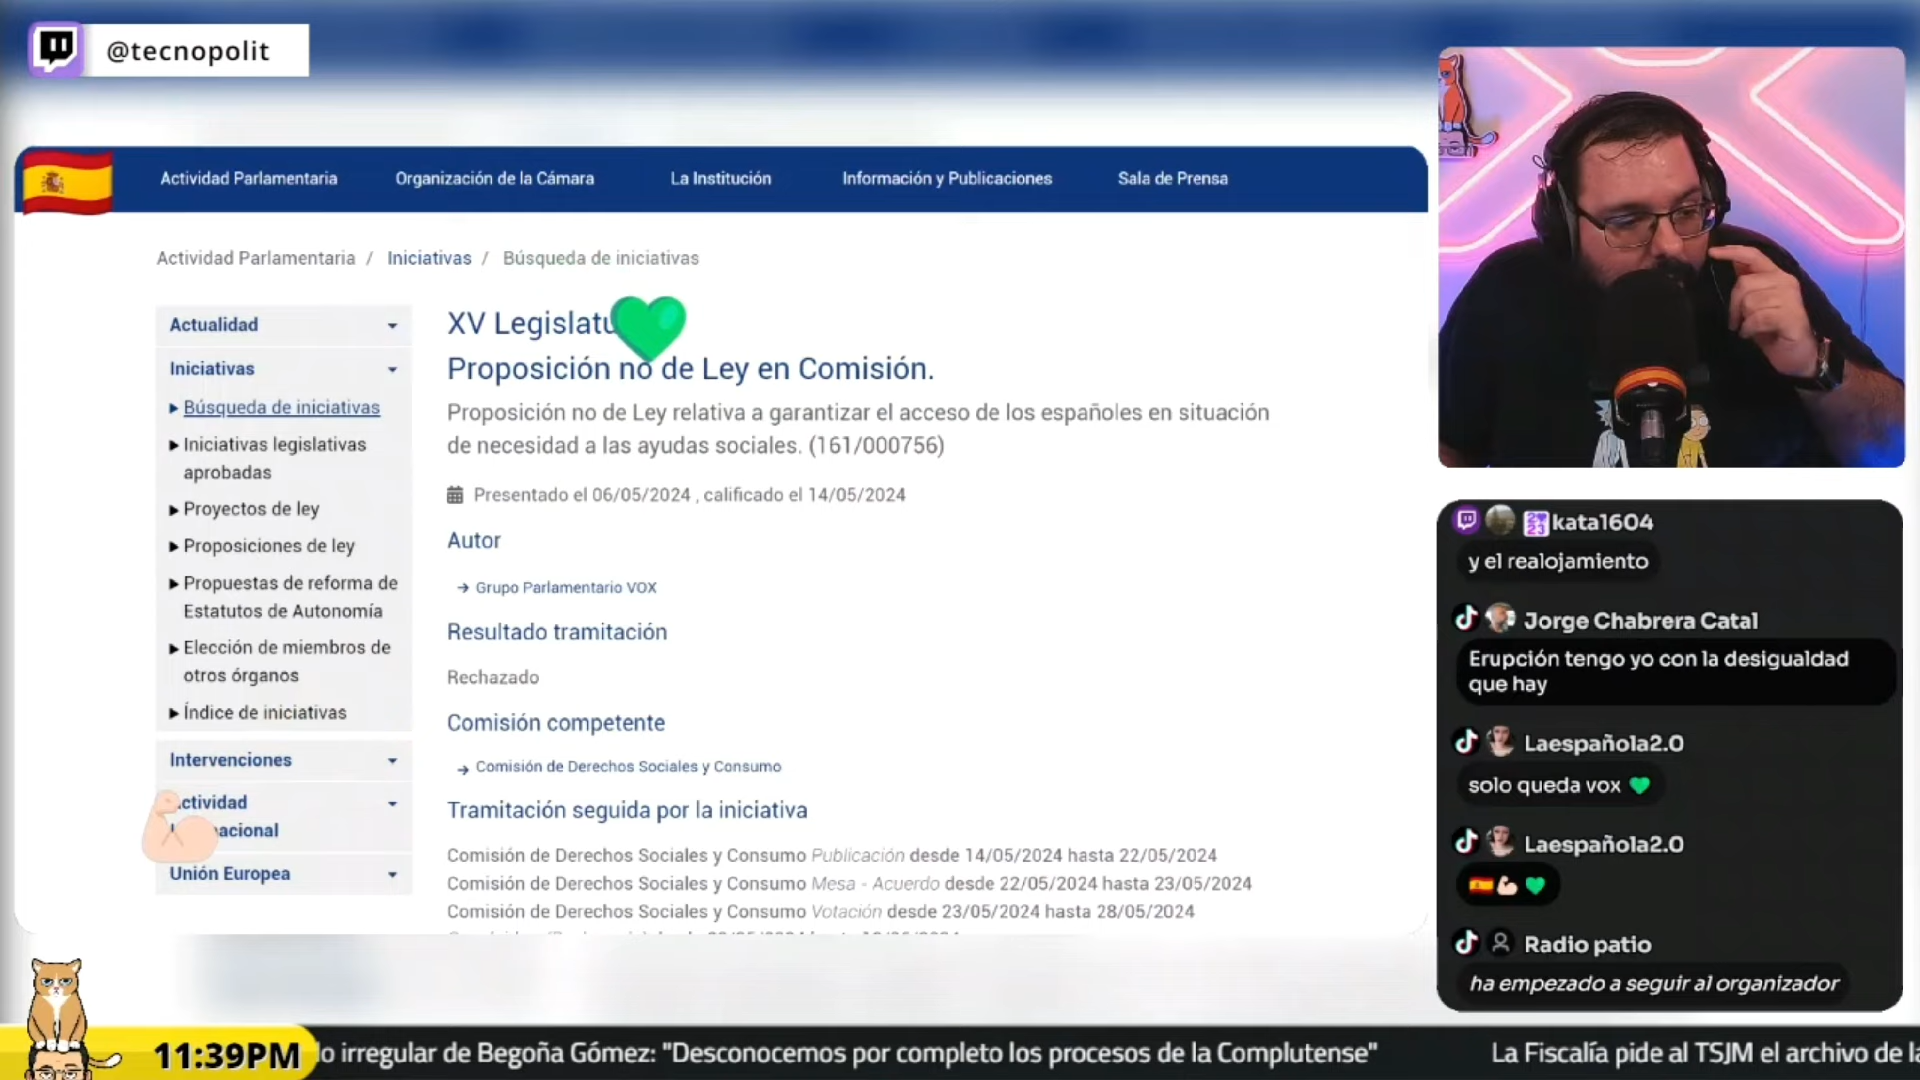 @tecnopolit
Actividad Parlamentaria
Organización de la Cámara
La Institución
Información y Publicaciones
Sala de Prensa
Actividad Parlamentaria / Iniciativas / Búsqueda de iniciativas
Actualidad
Iniciativas
Búsqueda de iniciativas
Iniciativas legislativas
aprobadas
Proyectos de ley
Proposiciones de ley
Propuestas de reforma de
Estatutos de Autonomía
Elección de miembros de
otros órganos
Índice de iniciativas
Intervenciones
ctividad
nacional
Unión Europea
XV Legislatu
Proposición no de Ley en Comisión.
Proposición no de Ley relativa a garantizar el acceso de los españoles en situación
de necesidad a las ayudas sociales. (161/000756)
Presentado el 06/05/2024 , calificado el 14/05/2024
Autor
Grupo Parlamentario VOX
Resultado tramitación
Rechazado
Comisión competente
Comisión de Derechos Sociales y Consumo
Tramitación seguida por la iniciativa
Comisión de Derechos Sociales y Consumo Publicación desde 14/05/2024 hasta 22/05/2024
Comisión de Derechos Sociales y Consumo Mesa - Acuerdo desde 22/05/2024 hasta 23/05/2024
Comisión de Derechos Sociales y Consumo Votación desde 23/05/2024 hasta 28/05/2024
kata1604
y el realojamiento
Jorge Chabrera Catal
Erupción tengo yo con la desigualdad
que hay
Laespañola2.0
solo queda vox 💚
Laespañola2.0
🇪🇸💪🏻💚
Radio patio
ha empezado a seguir al organizador
11:39PM
o irregular de Begoña Gómez: "Desconocemos por completo los procesos de la Complutense"
La Fiscalía pide al TSJM el archivo de la